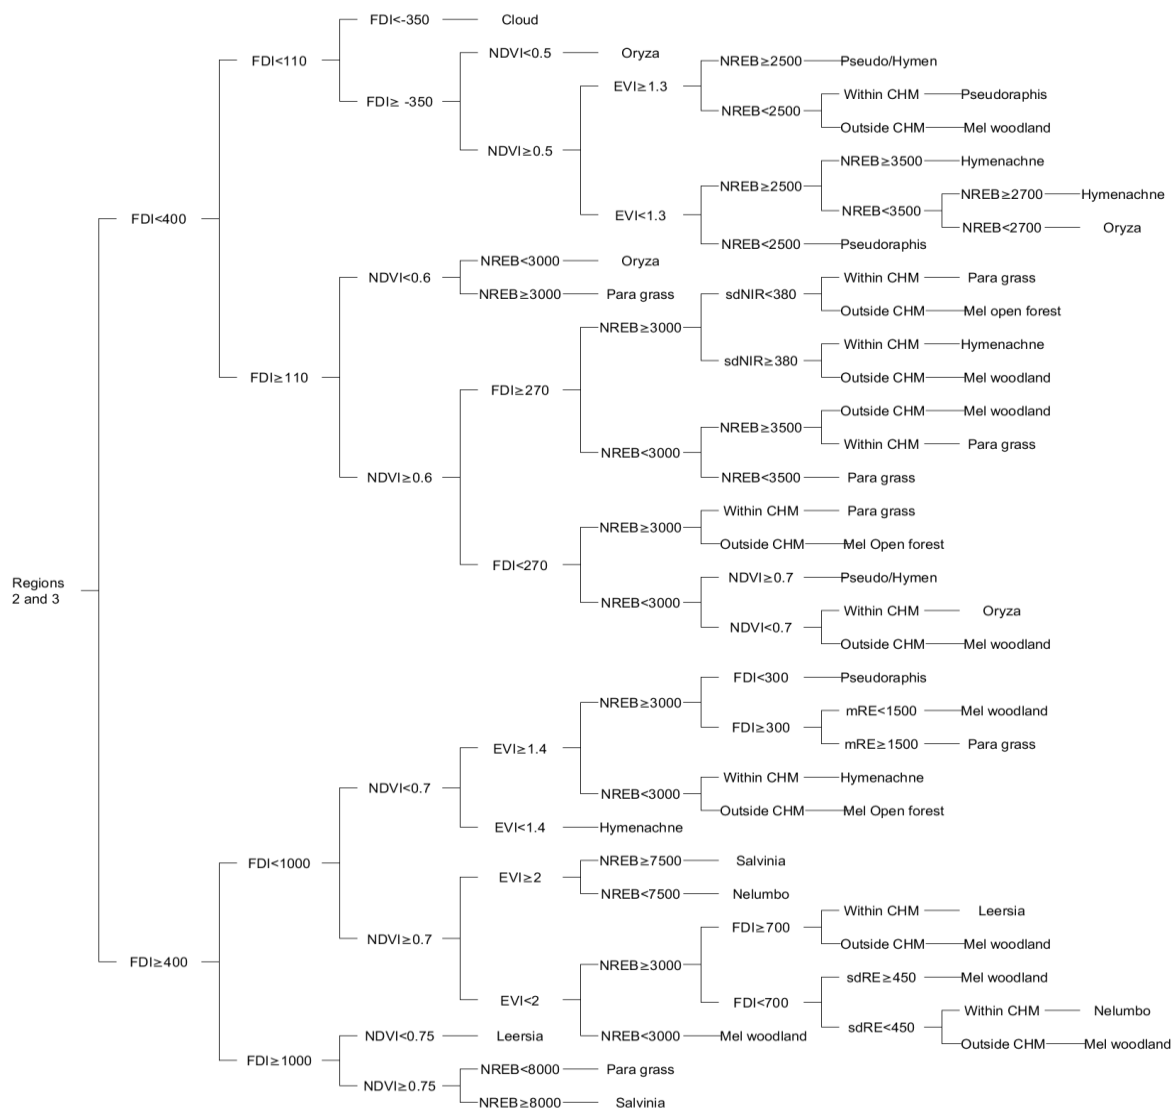 FDI<-350 Cloud
NDVI<0.5 Oryza
FDI<110 NREB≥2500 Pseudo/Hymen
EVI≥1.3
Within CHM Pseudoraphis
FDI≥ -350 NREB<2500
Outside CHM Mel woodland
NDVI≥0.5
NREB≥3500 Hymenachne
NREB≥2500
NREB≥2700 Hymenachne
FDI<400 EVI<1.3 NREB<3500
NREB<2700 Oryza
NREB<2500 Pseudoraphis
NREB<3000 Oryza
NDVI<0.6 Within CHM Para grass
NREB≥3000 Para grass sdNIR<380
Outside CHM Mel open forest
NREB≥3000
Within CHM Hymenachne
sdNIR≥380
FDI≥110 Outside CHM Mel woodland
FDI≥270
Outside CHM Mel woodland
NREB≥3500
Within CHM Para grass
NREB<3000
NDVI≥0.6 NREB<3500 Para grass
Within CHM Para grass
NREB≥3000
Outside CHM Mel Open forest
FDI<270
Regions
2 and 3
NDVI≥0.7 Pseudo/Hymen
NREB<3000
Within CHM Oryza
NDVI<0.7
Outside CHM Mel woodland
FDI<300 Pseudoraphis
NREB≥3000
mRE<1500 Mel woodland
FDI≥300
EVI≥1.4 mRE≥1500 Para grass
NDVI<0.7 Within CHM Hymenachne
NREB<3000
Outside CHM Mel Open forest
EVI<1.4 Hymenachne
FDI<1000 NREB≥7500 Salvinia
EVI≥2
NREB<7500 Nelumbo
Within CHM Leersia
FDI≥700
NDVI≥0.7 Outside CHM Mel woodland
FDI≥400 NREB≥3000
sdRE≥450 Mel woodland
EVI<2 FDI<700
Within CHM Nelumbo
sdRE<450
NDVI<0.75 Leersia NREB<3000 Mel woodland Outside CHM Mel woodland
FDI≥1000
NREB<8000 Para grass
NDVI≥0.75
NREB≥8000 Salvinia